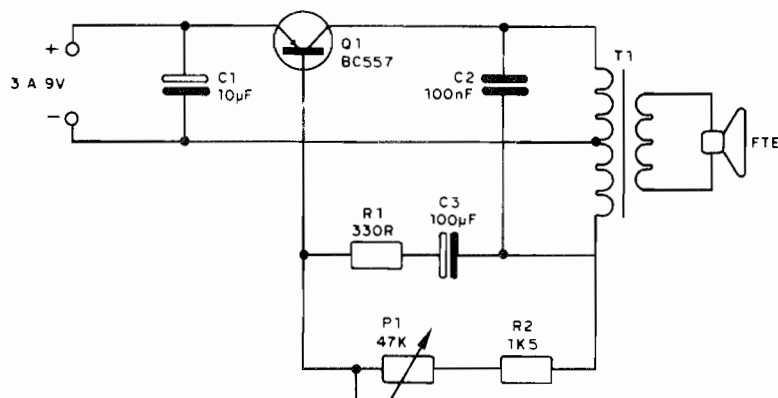 +
3 A 9V
-
C1
10µF
Q1
BC557
C2
100nF
T1
FTE
R1
330R
C3
100µF
P1
47K
R2
1K5